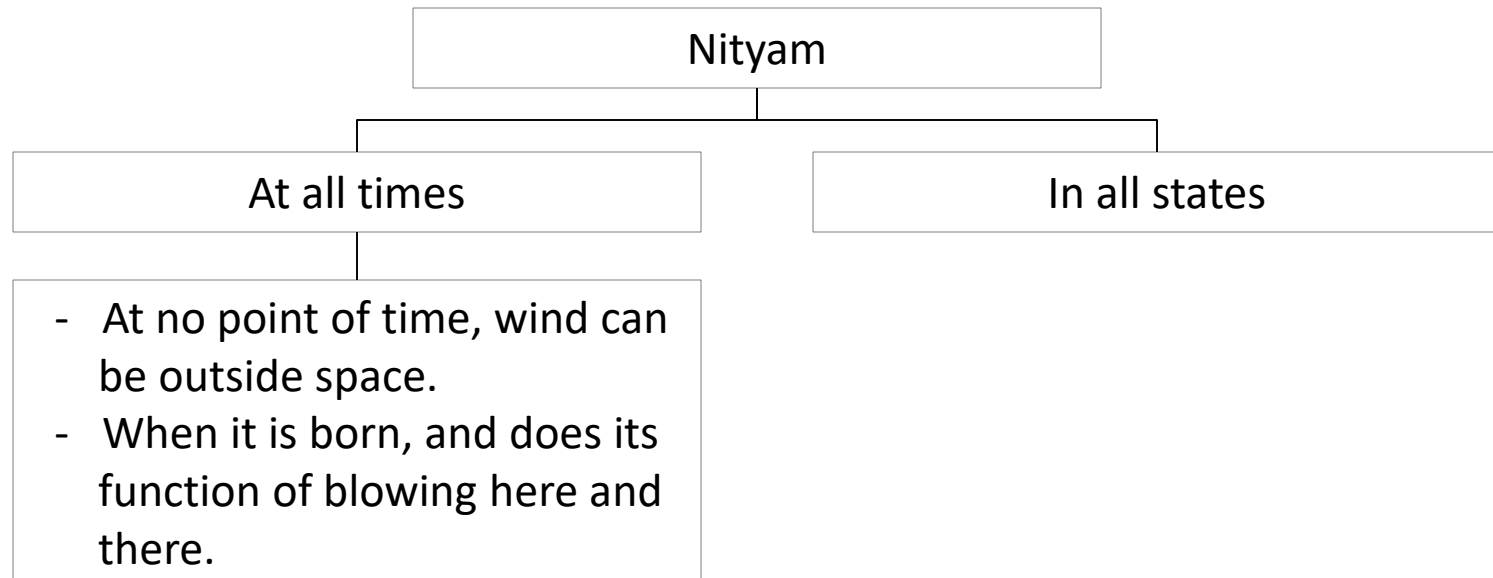 Nityam
At all times
In all states
- At no point of time, wind can
be outside space.
- When it is born, and does its
function of blowing here and
there.